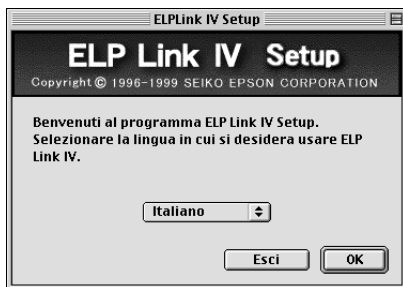 ELPLink IV Setup
ELP Link IV Setup
Copyright © 1996-1999 SEIKO EPSON CORPORATION
Benvenuti al programma ELP Link IV Setup.
Selezionare la lingua in cui si desidera usare ELP
Link IV.
Italiano
Esci OK